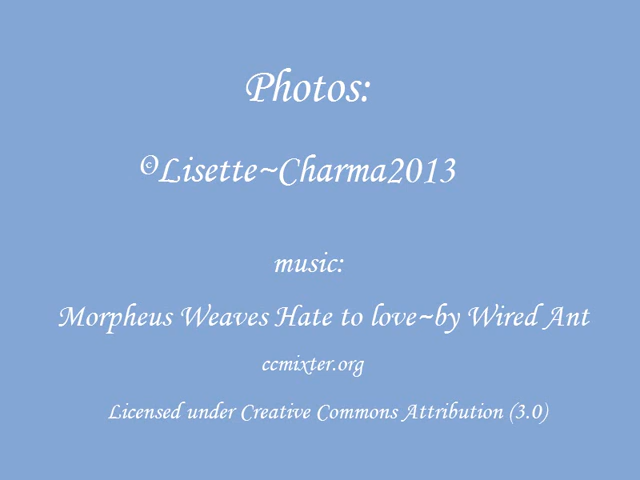 Photos:
©Lisette~Charma2013
music:
Morpheus Weaves Hate to love~by Wired Ant
ccmixter.org
Licensed under Creative Commons Attribution (3.0)